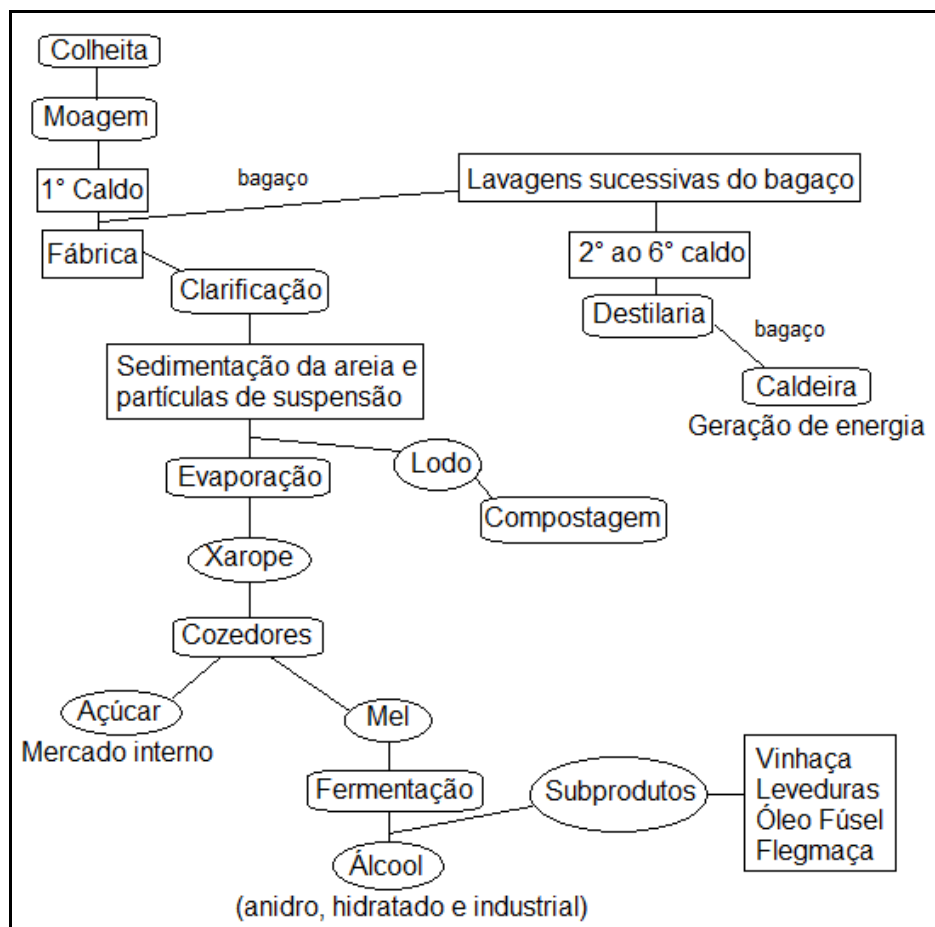 Colheita
Moagem
1° Caldo
bagaço
Lavagens sucessivas do bagaço
Fábrica
2° ao 6° caldo
Clarificação
Destilaria
bagaço
Sedimentação da areia e
partículas de suspensão
Caldeira
Geração de energia
Evaporação
Lodo
Compostagem
Xarope
Cozedores
Açúcar
Mercado interno
Mel
Fermentação
Subprodutos
Vinhaça
Leveduras
Óleo Fúsel
Flegmaça
Álcool
(anidro, hidratado e industrial)